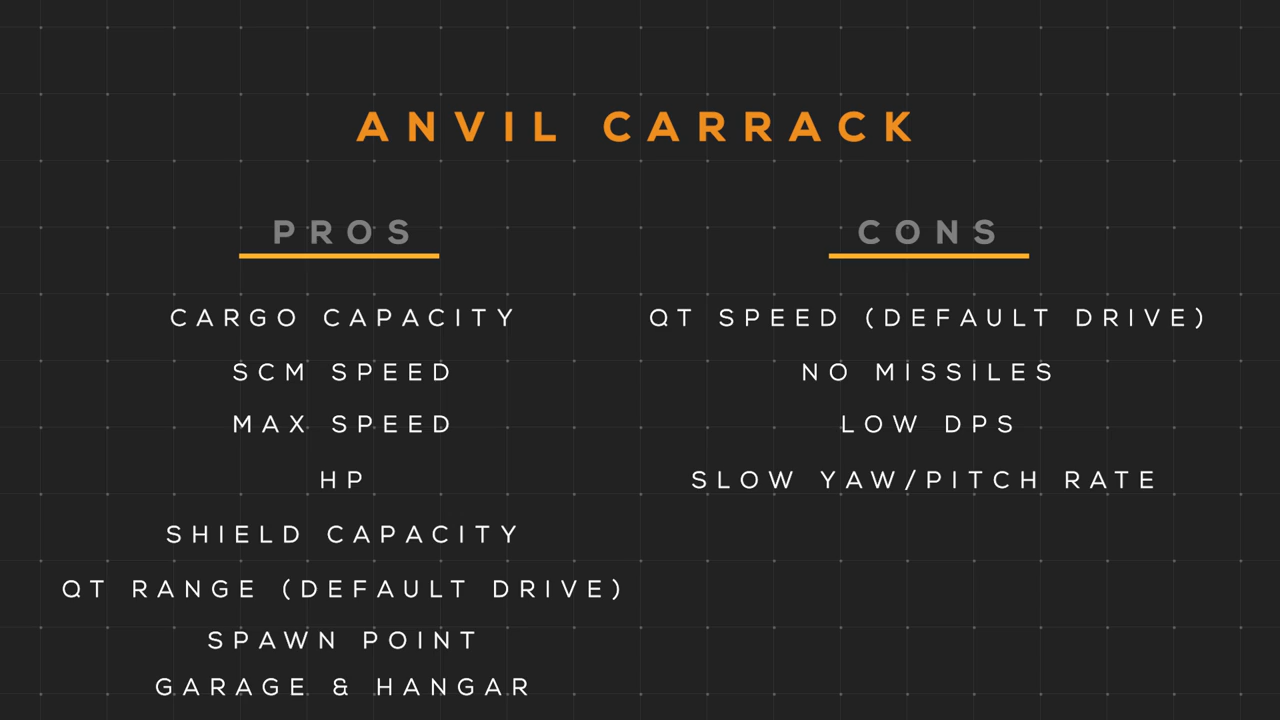 ANVIL CARRACK
PROS
CARGO CAPACITY
SCM SPEED
MAX SPEED
HP
SHIELD CAPACITY
QT RANGE (DEFAULT DRIVE)
SPAWN POINT
GARAGE & HANGAR
CONS
QT SPEED (DEFAULT DRIVE)
NO MISSILES
LOW DPS
SLOW YAW/PITCH RATE